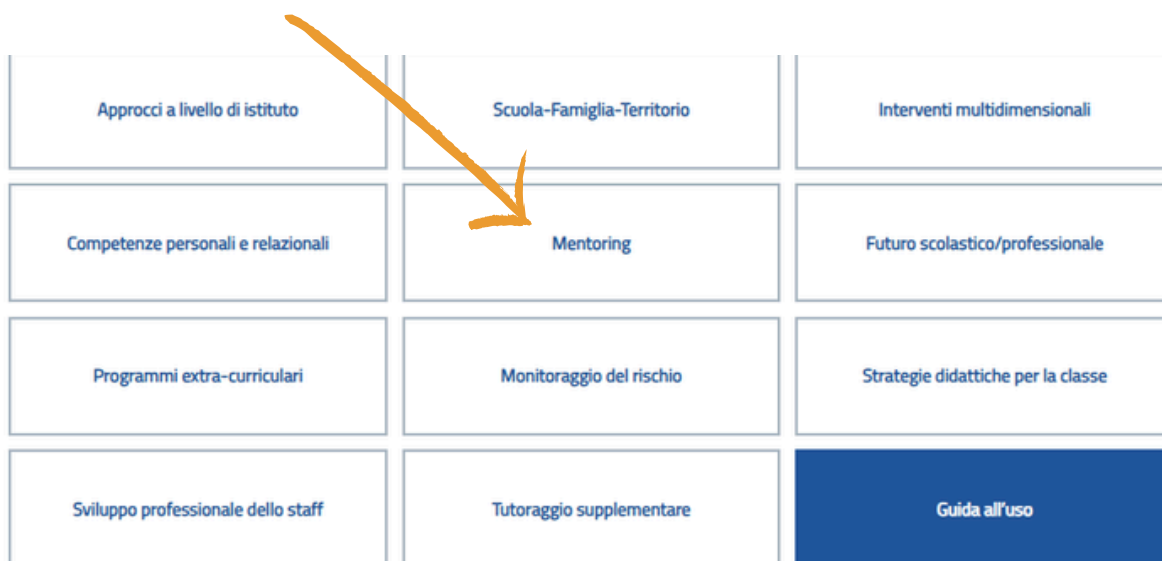 Approcci a livello di istituto
Scuola-Famiglia-Territorio
Interventi multidimensionali
Competenze personali e relazionali
Mentoring
Futuro scolastico/professionale
Programmi extra-curriculari
Monitoraggio del rischio
Strategie didattiche per la classe
Sviluppo professionale dello staff
Tutoraggio supplementare
Guida all'uso